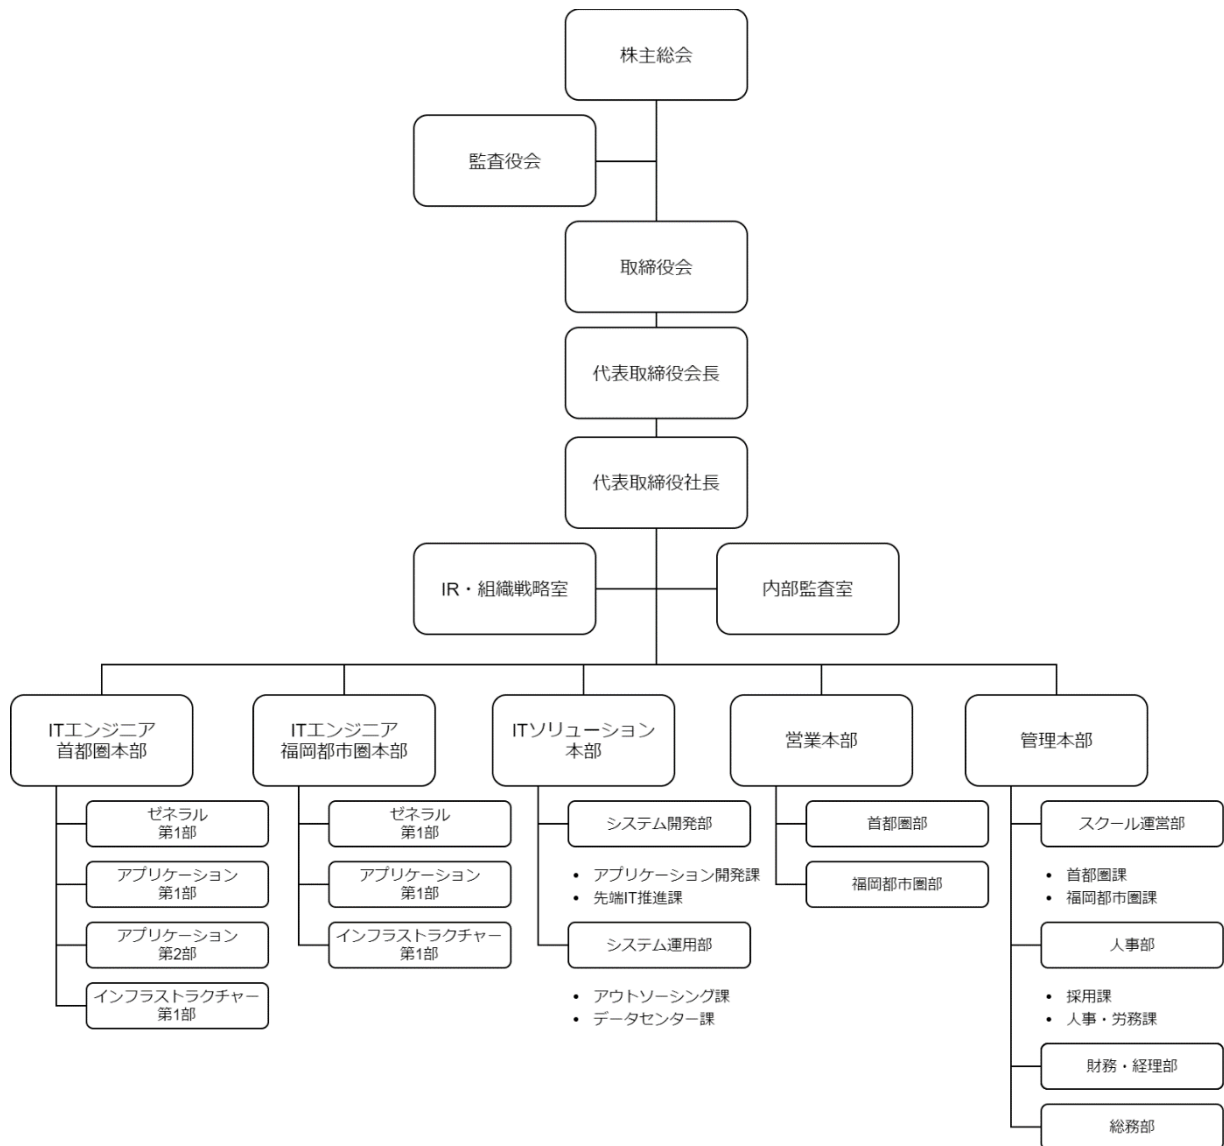 株主総会
監査役会
取締役会
代表取締役会長
代表取締役社長
IR・組織戦略室
内部監査室
ITエンジニア
首都圏本部
ゼネラル
第1部
アプリケーション
第1部
アプリケーション
第2部
インフラストラクチャー
第1部
ITエンジニア
福岡都市圏本部
ゼネラル
第1部
アプリケーション
第1部
インフラストラクチャー
第1部
ITソリューション
本部
システム開発部
• アプリケーション開発課
• 先端IT推進課
システム運用部
• アウトソーシング課
• データセンター課
営業本部
首都圏部
福岡都市圏部
管理本部
スクール運営部
• 首都圏課
• 福岡都市圏課
人事部
• 採用課
• 人事・労務課
財務・経理部
総務部